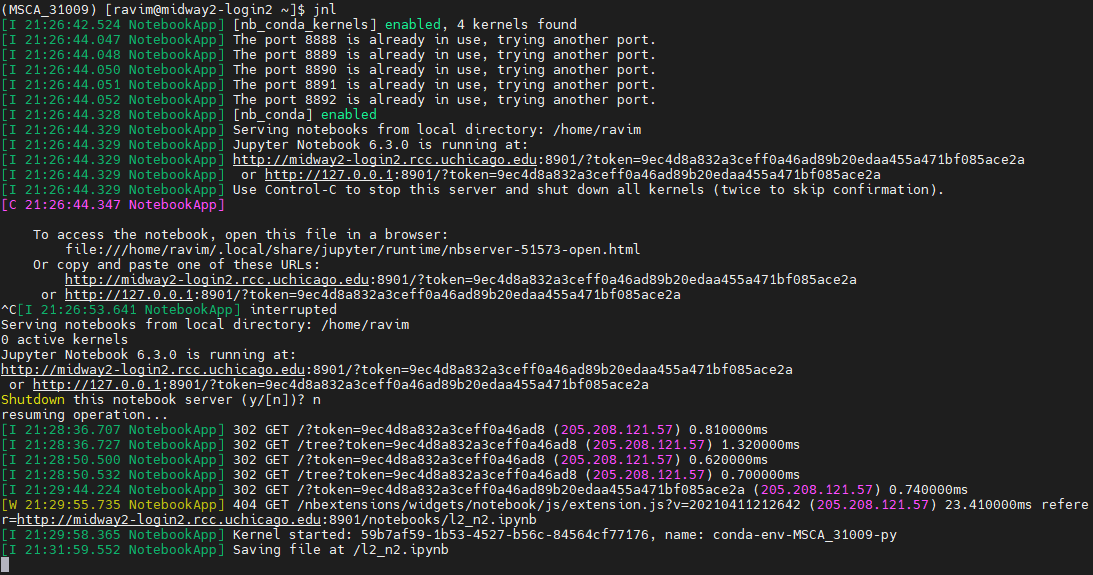 (MSCA_31009) [ravim@midway2-login2 ~]$ jnl
[I 21:26:42.524 NotebookApp] [nb_conda_kernels] enabled, 4 kernels found
[I 21:26:44.047 NotebookApp] The port 8888 is already in use, trying another port.
[I 21:26:44.048 NotebookApp] The port 8889 is already in use, trying another port.
[I 21:26:44.050 NotebookApp] The port 8890 is already in use, trying another port.
[I 21:26:44.051 NotebookApp] The port 8891 is already in use, trying another port.
[I 21:26:44.052 NotebookApp] The port 8892 is already in use, trying another port.
[I 21:26:44.328 NotebookApp] [nb_conda] enabled
[I 21:26:44.329 NotebookApp] Serving notebooks from local directory: /home/ravim
[I 21:26:44.329 NotebookApp] Jupyter Notebook 6.3.0 is running at:
[I 21:26:44.329 NotebookApp] http://midway2-login2.rcc.uchicago.edu:8901/?token=9ec4d8a832a3ceff0a46ad89b20edaa455a471bf085ace2a
[I 21:26:44.329 NotebookApp]  or http://127.0.0.1:8901/?token=9ec4d8a832a3ceff0a46ad89b20edaa455a471bf085ace2a
[I 21:26:44.329 NotebookApp] Use Control-C to stop this server and shut down all kernels (twice to skip confirmation).
[C 21:26:44.347 NotebookApp]
To access the notebook, open this file in a browser:
file:///home/ravim/.local/share/jupyter/runtime/nbserver-51573-open.html
Or copy and paste one of these URLs:
http://midway2-login2.rcc.uchicago.edu:8901/?token=9ec4d8a832a3ceff0a46ad89b20edaa455a471bf085ace2a
or http://127.0.0.1:8901/?token=9ec4d8a832a3ceff0a46ad89b20edaa455a471bf085ace2a
^C[I 21:26:53.641 NotebookApp] interrupted
Serving notebooks from local directory: /home/ravim
0 active kernels
Jupyter Notebook 6.3.0 is running at:
http://midway2-login2.rcc.uchicago.edu:8901/?token=9ec4d8a832a3ceff0a46ad89b20edaa455a471bf085ace2a
or http://127.0.0.1:8901/?token=9ec4d8a832a3ceff0a46ad89b20edaa455a471bf085ace2a
Shutdown this notebook server (y/[n])? n
resuming operation...
[I 21:28:36.707 NotebookApp] 302 GET /?token=9ec4d8a832a3ceff0a46ad8 (205.208.121.57) 0.810000ms
[I 21:28:36.727 NotebookApp] 302 GET /tree?token=9ec4d8a832a3ceff0a46ad8 (205.208.121.57) 1.320000ms
[I 21:28:50.500 NotebookApp] 302 GET /?token=9ec4d8a832a3ceff0a46ad8 (205.208.121.57) 0.620000ms
[I 21:28:50.532 NotebookApp] 302 GET /tree?token=9ec4d8a832a3ceff0a46ad8 (205.208.121.57) 0.700000ms
[I 21:29:44.224 NotebookApp] 302 GET /?token=9ec4d8a832a3ceff0a46ad89b20edaa455a471bf085ace2a (205.208.121.57) 0.740000ms
[W 21:29:55.735 NotebookApp] 404 GET /nbextensions/widgets/notebook/js/extension.js?v=20210411212642 (205.208.121.57) 23.410000ms refere
r=http://midway2-login2.rcc.uchicago.edu:8901/notebooks/l2_n2.ipynb
[I 21:29:58.365 NotebookApp] Kernel started: 59b7af59-1b53-4527-b56c-84564cf77176, name: conda-env-MSCA_31009-py
[I 21:31:59.552 NotebookApp] Saving file at /l2_n2.ipynb